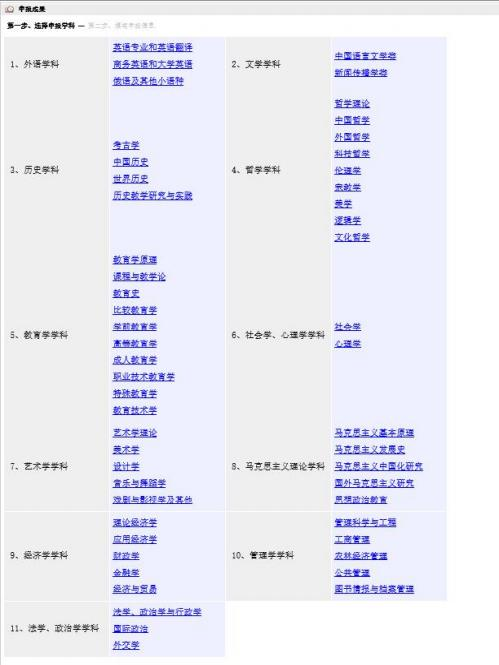 申报成果
第一步、选择申报学科 — 第二步、填写申报信息
1、外语学科
英语专业和英语翻译
商务英语和大学英语
俄语及其他小语种
2、文学学科
中国语言文学类
新闻传播学类
3、历史学科
考古学
中国历史
世界历史
历史教学研究与实践
4、哲学学科
哲学理论
中国哲学
外国哲学
科技哲学
伦理学
宗教学
美学
逻辑学
文化哲学
5、教育学学科
教育学原理
课程与教学论
教育史
比较教育学
学前教育学
高等教育学
成人教育学
职业技术教育学
特殊教育学
教育技术学
6、社会学、心理学学科
社会学
心理学
7、艺术学学科
艺术学理论
美术学
设计学
音乐与舞蹈学
戏剧与影视学及其他
8、马克思主义理论学科
马克思主义基本原理
马克思主义发展史
马克思主义中国化研究
国外马克思主义研究
思想政治教育
9、经济学学科
理论经济学
应用经济学
财政学
金融学
经济与贸易
10、管理学学科
管理科学与工程
工商管理
农林经济管理
公共管理
图书情报与档案管理
11、法学、政治学学科
法学、政治学与行政学
国际政治
外交学